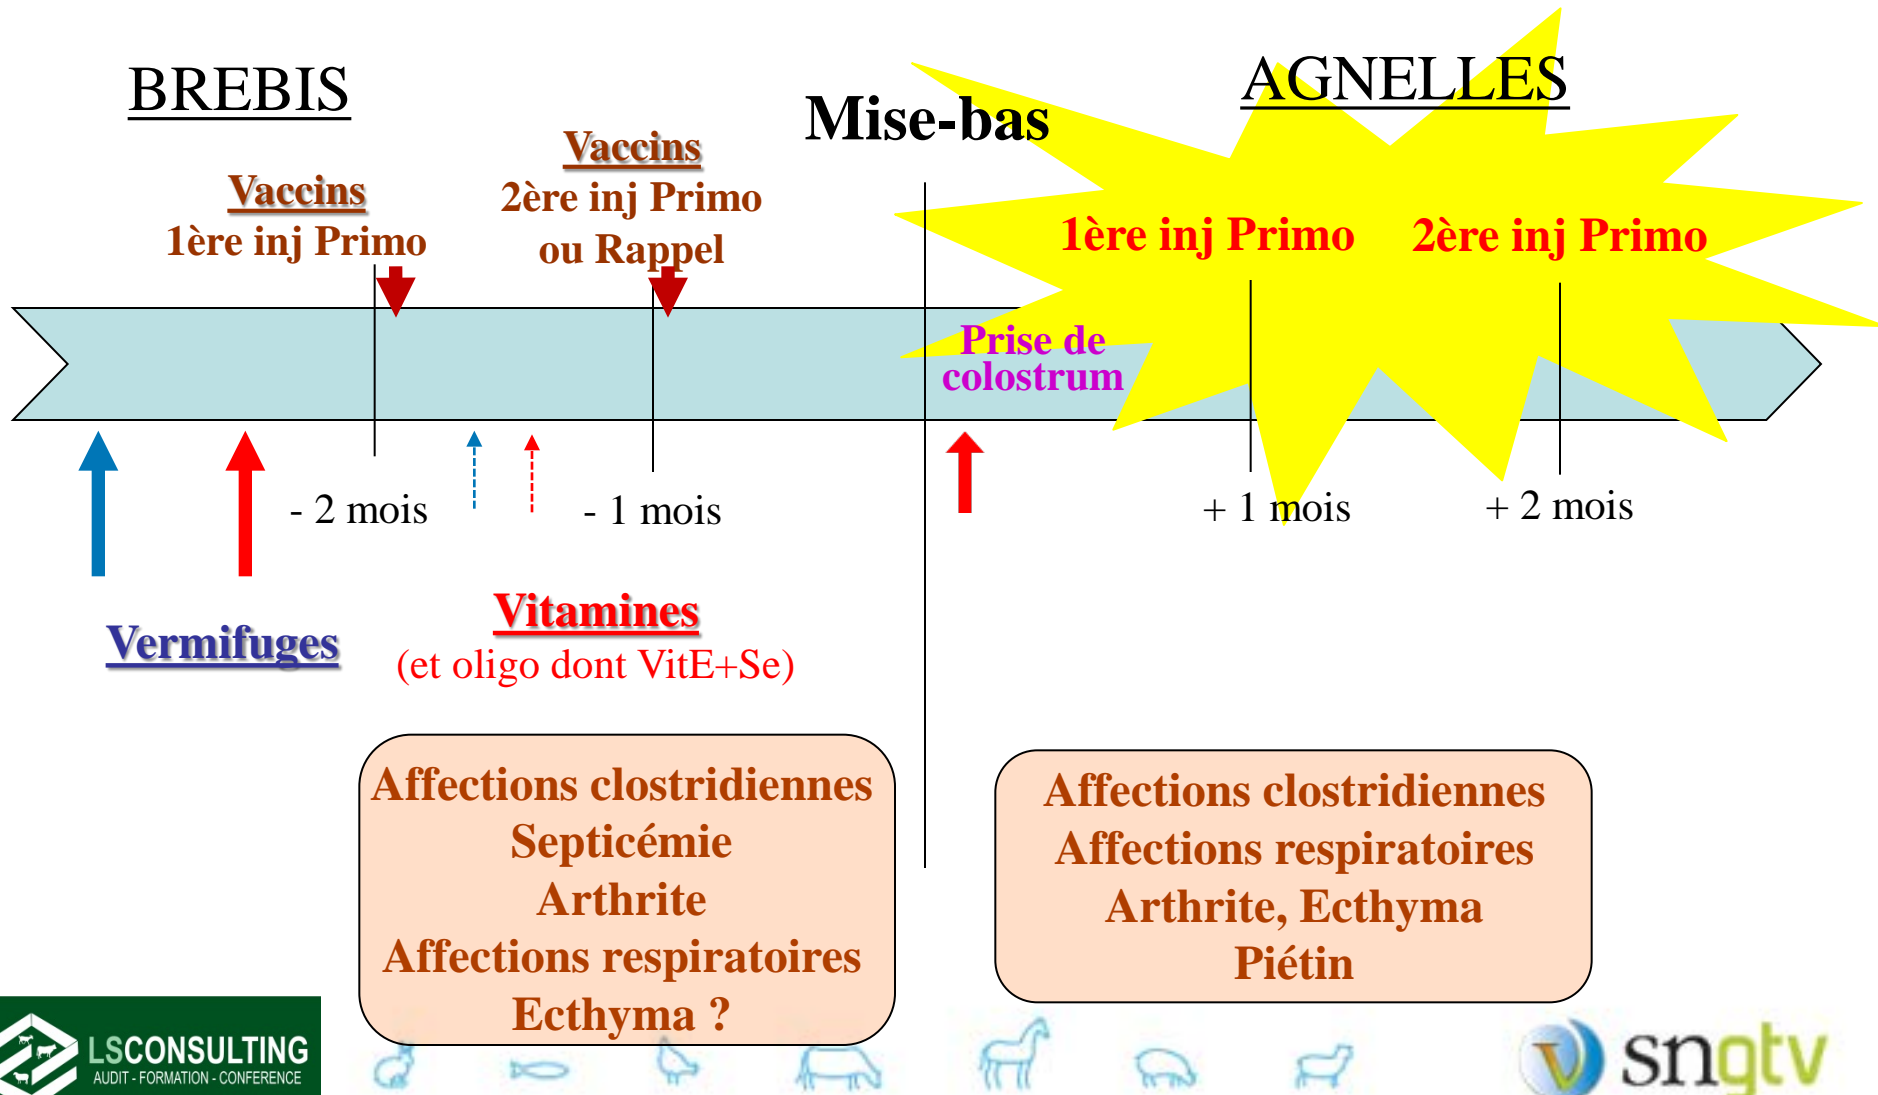 BREBIS
AGNELLES
Mise-bas
Vaccins
1ère inj Primo
Vaccins
2ère inj Primo
ou Rappel
1ère inj Primo
2ère inj Primo
Prise de
colostrum
- 2 mois
- 1 mois
+ 1 mois
+ 2 mois
Vermifuges
Vitamines
(et oligo dont VitE+Se)
Affections clostridiennes
Septicémie
Arthrite
Affections respiratoires
Ecthyma ?
Affections clostridiennes
Affections respiratoires
Arthrite, Ecthyma
Piétin
LSCONSULTING
AUDIT - FORMATION - CONFERENCE
sngtv